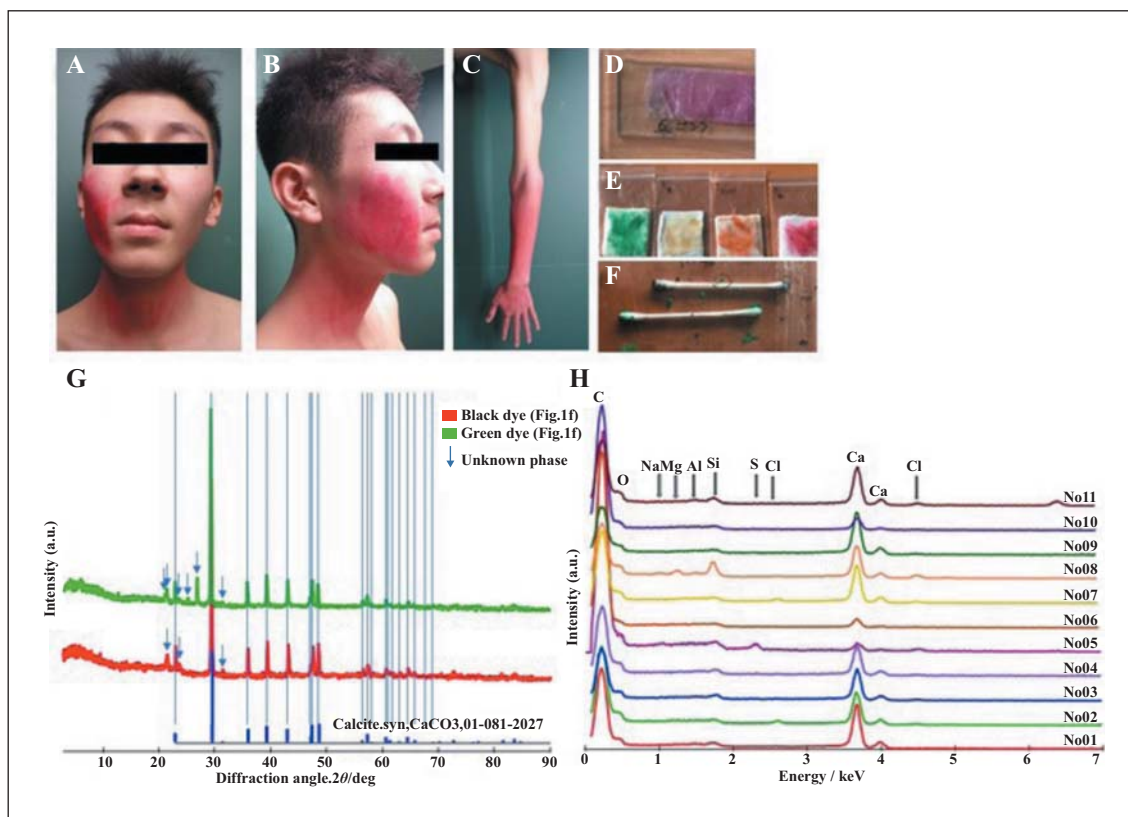 A
B
C
D
E
F
G
Black dye (Fig.1f)
Green dye (Fig.1f)
Unknown phase
Intensity (a.u.)
Calcite.syn,CaCO3,01-081-2027
10 20 30 40 50 60 70 80 90
Diffraction angle.2θ/deg
H
C
O
Na Mg Al Si S Cl Ca Ca Cl
No11
No10
No09
No08
No07
No06
No05
No04
No03
No02
No01
Intensity (a.u.)
0 1 2 3 4 5 6 7
Energy / keV